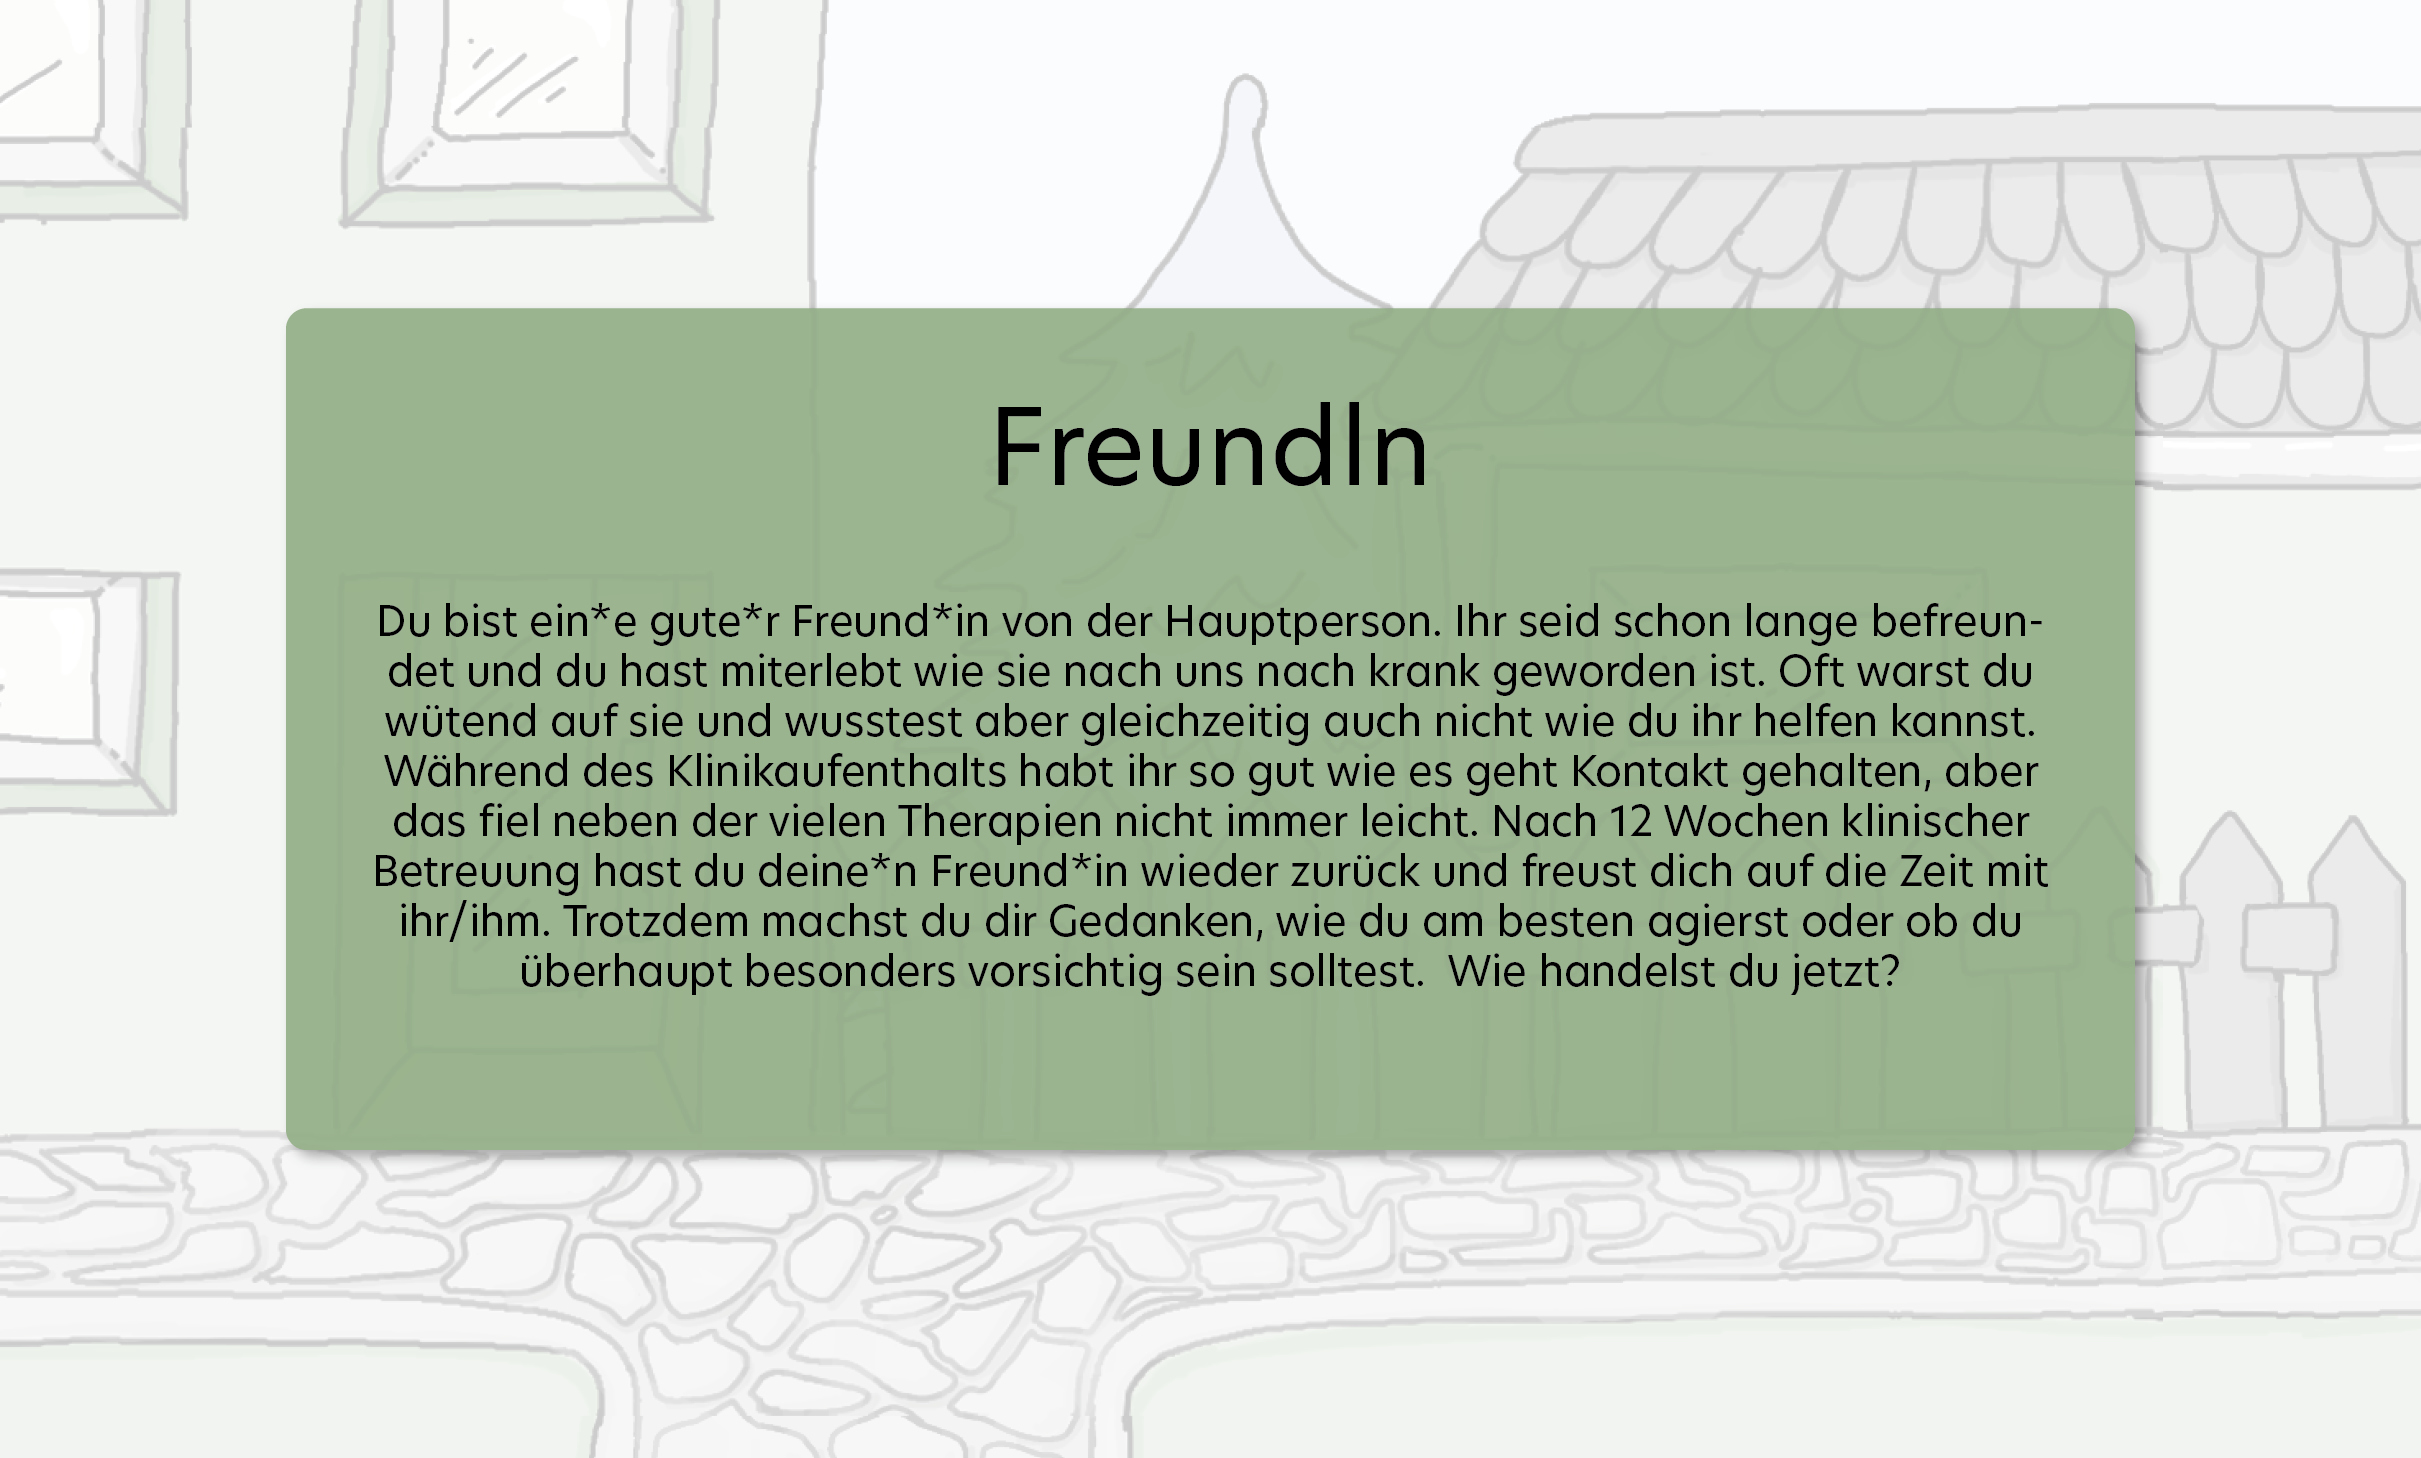 FreundIn
Du bist ein*e gute*r Freund*in von der Hauptperson. Ihr seid schon lange befreun-
det und du hast miterlebt wie sie nach uns nach krank geworden ist. Oft warst du
wütend auf sie und wusstest aber gleichzeitig auch nicht wie du ihr helfen kannst.
Während des Klinikaufenthalts habt ihr so gut wie es geht Kontakt gehalten, aber
das fiel neben der vielen Therapien nicht immer leicht. Nach 12 Wochen klinischer
Betreuung hast du deine*n Freund*in wieder zurück und freust dich auf die Zeit mit
ihr/ihm. Trotzdem machst du dir Gedanken, wie du am besten agierst oder ob du
überhaupt besonders vorsichtig sein solltest.  Wie handelst du jetzt?